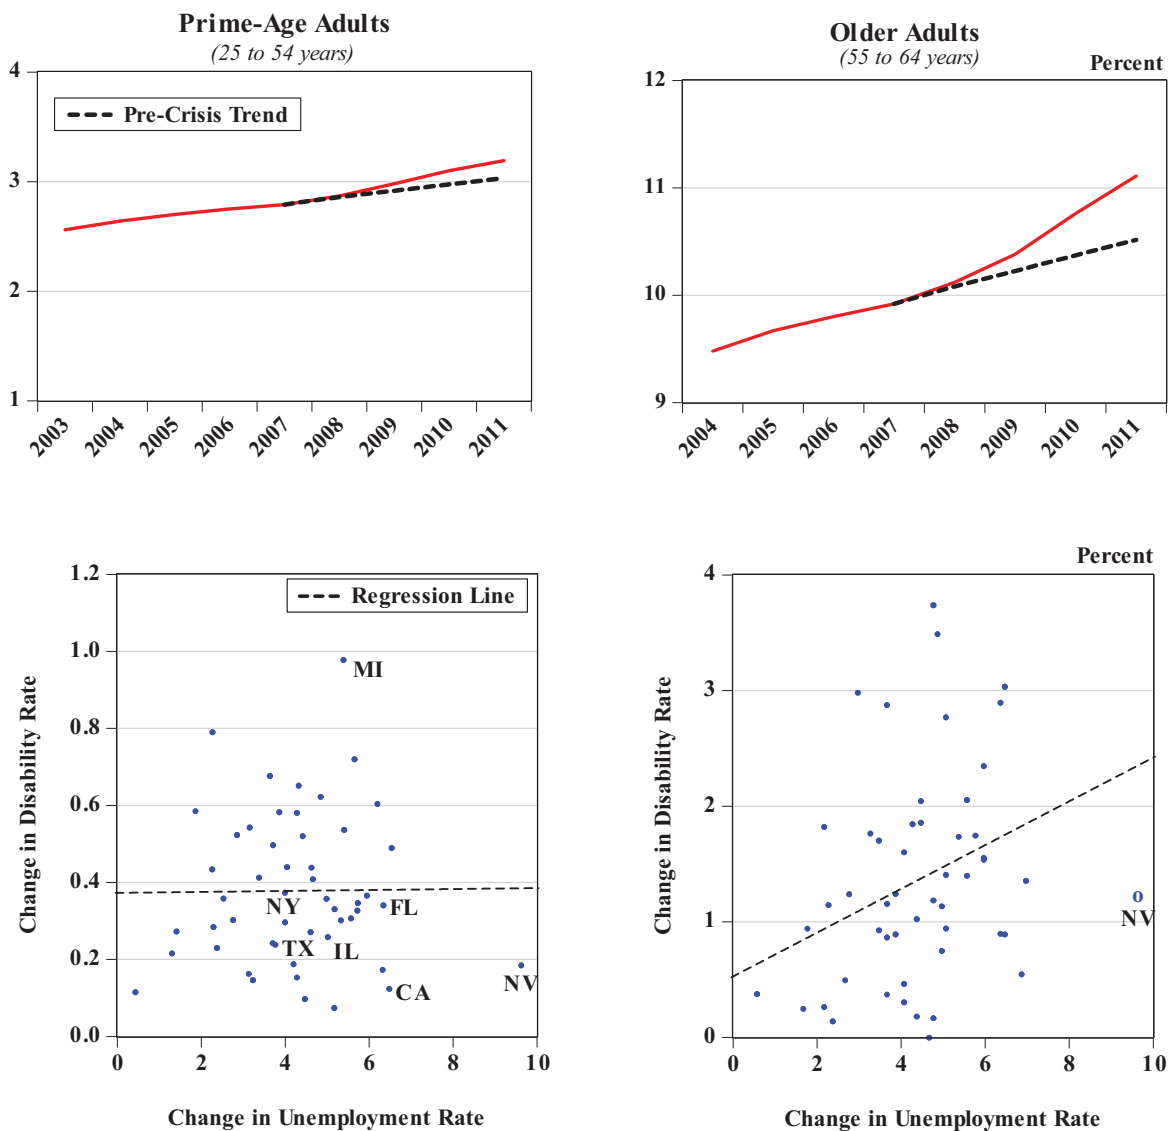 Prime-Age Adults
(25 to 54 years)
4
Pre-Crisis Trend
3
2
1
2003
2004
2005
2006
2007
2008
2009
2010
2011
Older Adults
(55 to 64 years)
Percent
12
11
10
9
2004
2005
2006
2007
2008
2009
2010
2011
1.2
Regression Line
1.0
MI
0.8
0.6
0.4
NY
FL
TX
IL
0.2
NV
CA
0.0
0
2
4
6
8
10
Change in Disability Rate
Change in Unemployment Rate
Percent
4
3
2
1
NV
0
0
2
4
6
8
10
Change in Disability Rate
Change in Unemployment Rate